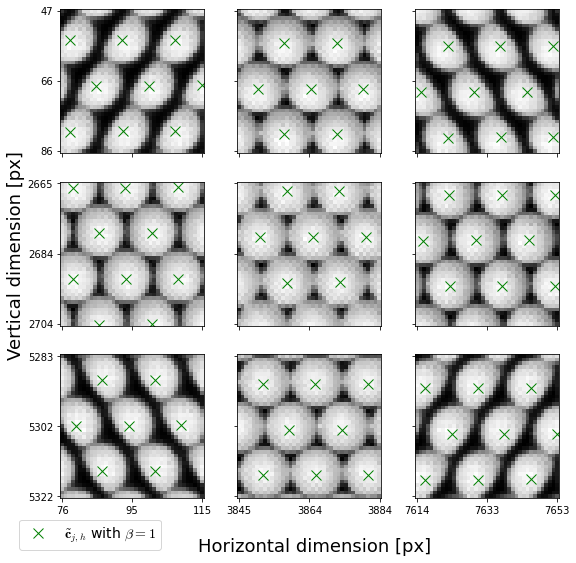 47
66
86
2665
2684
2704
5283
5302
5322
76 95 115
3845 3864 3884
7614 7633 7653
Vertical dimension [px]
Horizontal dimension [px]
c̃_{j,h} with β = 1